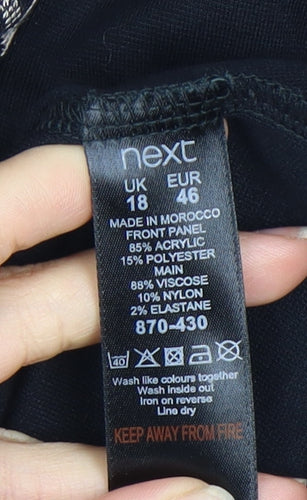 next
UK EUR
18 46
MADE IN MOROCCO
FRONT PANEL
85% ACRYLIC
15% POLYESTER
MAIN
88% VISCOSE
10% NYLON
2% ELASTANE
870-430
40
Wash like colours together
Wash inside out
Iron on reverse
Line dry
KEEP AWAY FROM FIRE